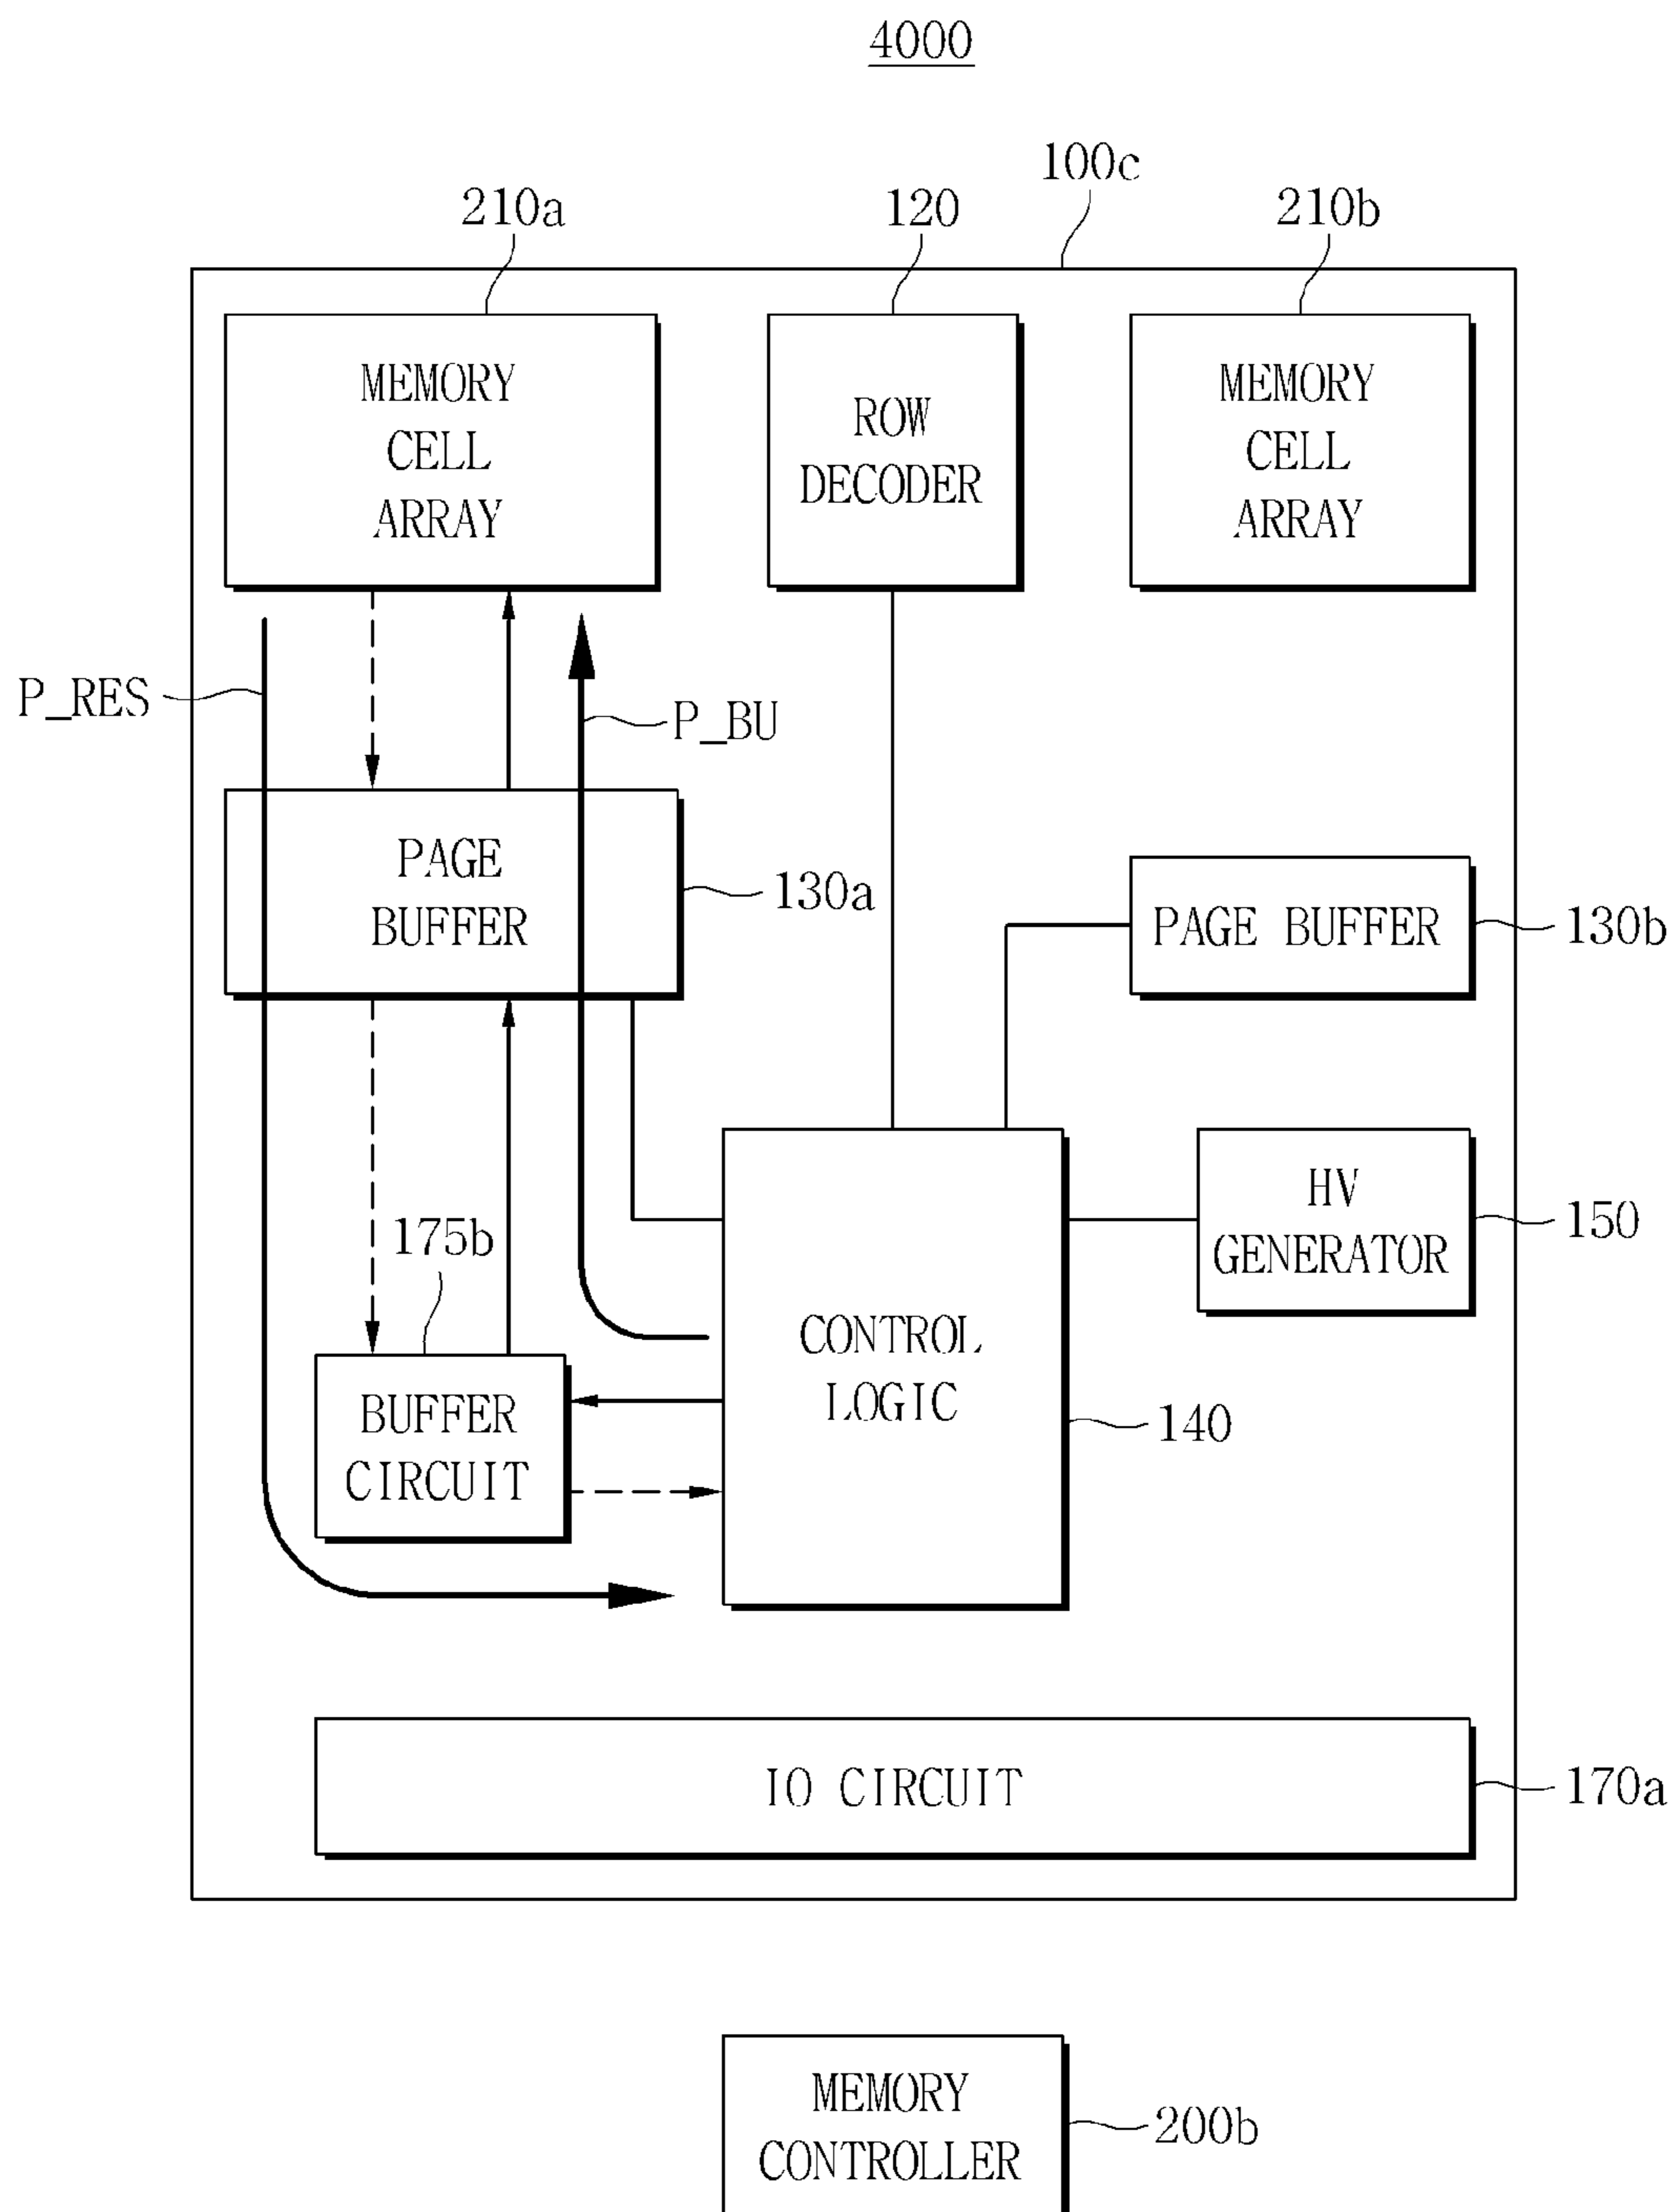 4000
100c
210a
120
210b
MEMORY
CELL
ARRAY
ROW
DECODER
MEMORY
CELL
ARRAY
P_RES
P_BU
PAGE
BUFFER
130a
PAGE BUFFER
130b
175b
HV
GENERATOR
150
CONTROL
LOGIC
140
BUFFER
CIRCUIT
IO CIRCUIT
170a
MEMORY
CONTROLLER
200b